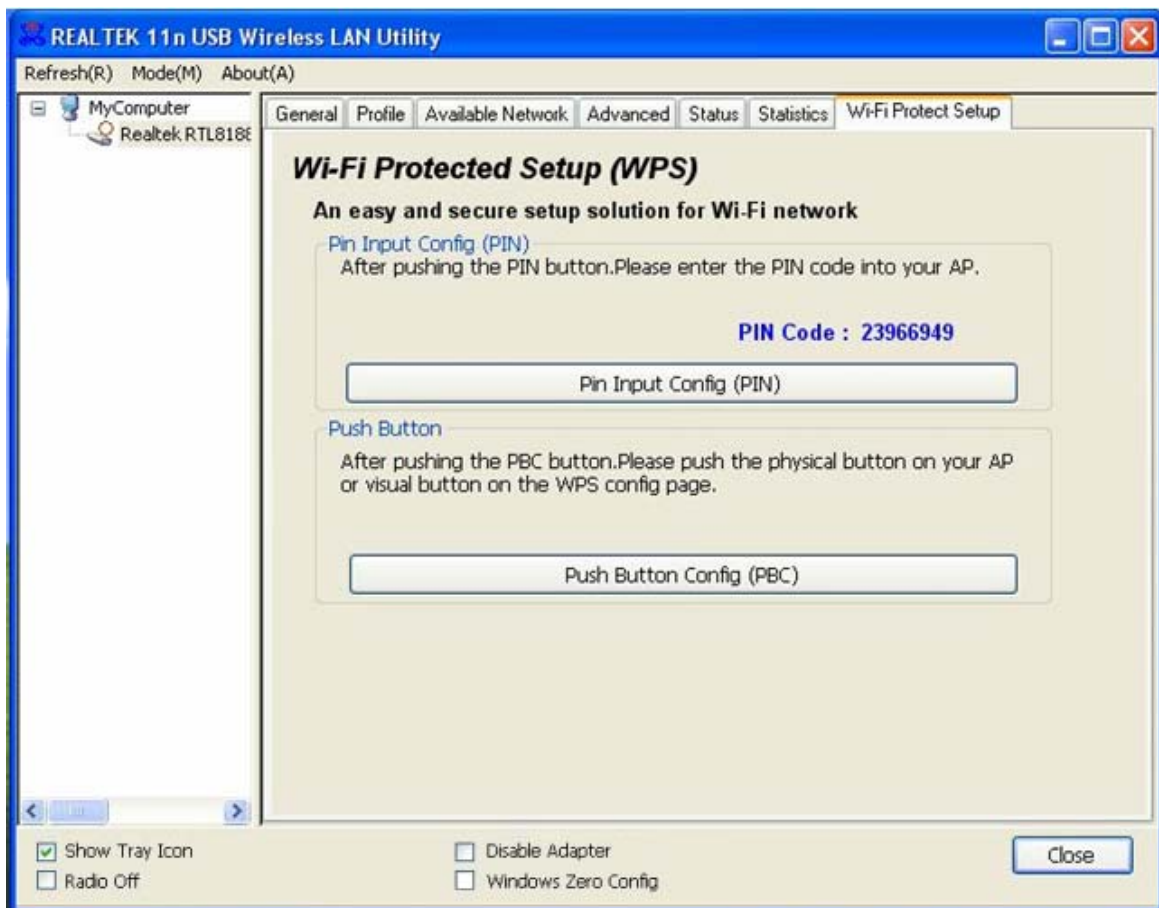 REALTEK 11n USB Wireless LAN Utility
Refresh(R) Mode(M) About(A)
MyComputer
Realtek RTL8188
General Profile Available Network Advanced Status Statistics Wi-Fi Protect Setup
Wi-Fi Protected Setup (WPS)
An easy and secure setup solution for Wi-Fi network
Pin Input Config (PIN)
After pushing the PIN button.Please enter the PIN code into your AP.
PIN Code : 23966949
Pin Input Config (PIN)
Push Button
After pushing the PBC button.Please push the physical button on your AP
or visual button on the WPS config page.
Push Button Config (PBC)
Show Tray Icon
Radio Off
Disable Adapter
Windows Zero Config
Close